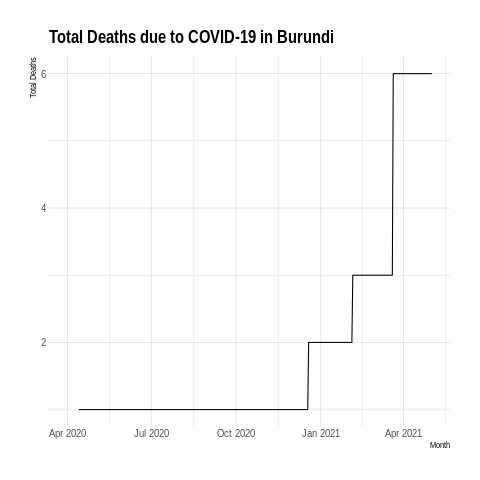 Total Deaths due to COVID-19 in Burundi
Total Deaths
6
4
2
Apr 2020 Jul 2020 Oct 2020 Jan 2021 Apr 2021
Month